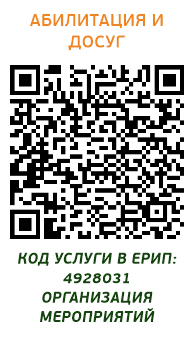 АБИЛИТАЦИЯ И
ДОСУГ
КОД УСЛУГИ В ЕРИП:
4928031
ОРГАНИЗАЦИЯ
МЕРОПРИЯТИЙ